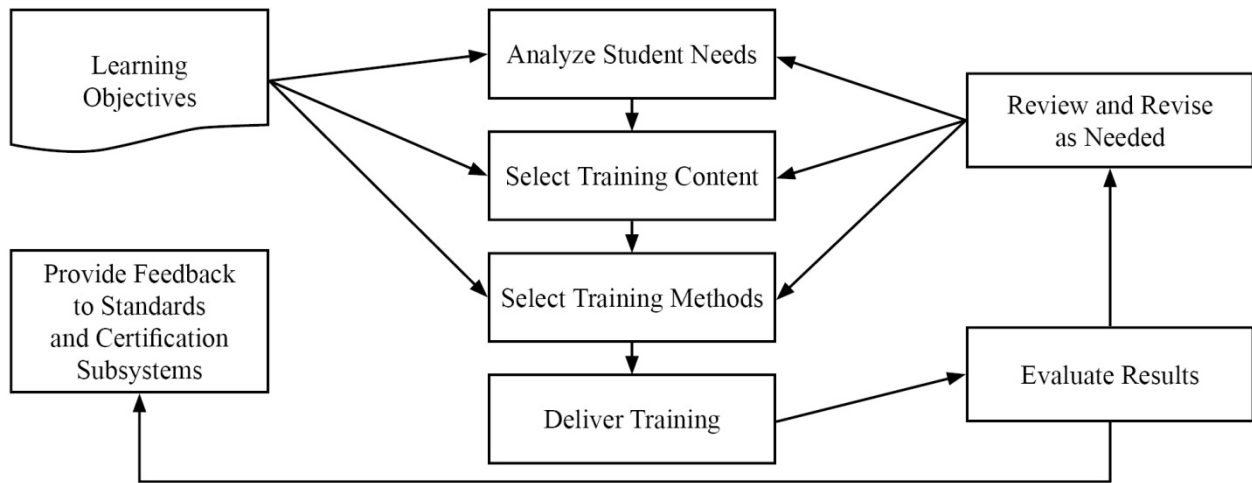 Learning
Objectives
Analyze Student Needs
Select Training Content
Select Training Methods
Deliver Training
Review and Revise
as Needed
Evaluate Results
Provide Feedback
to Standards
and Certification
Subsystems